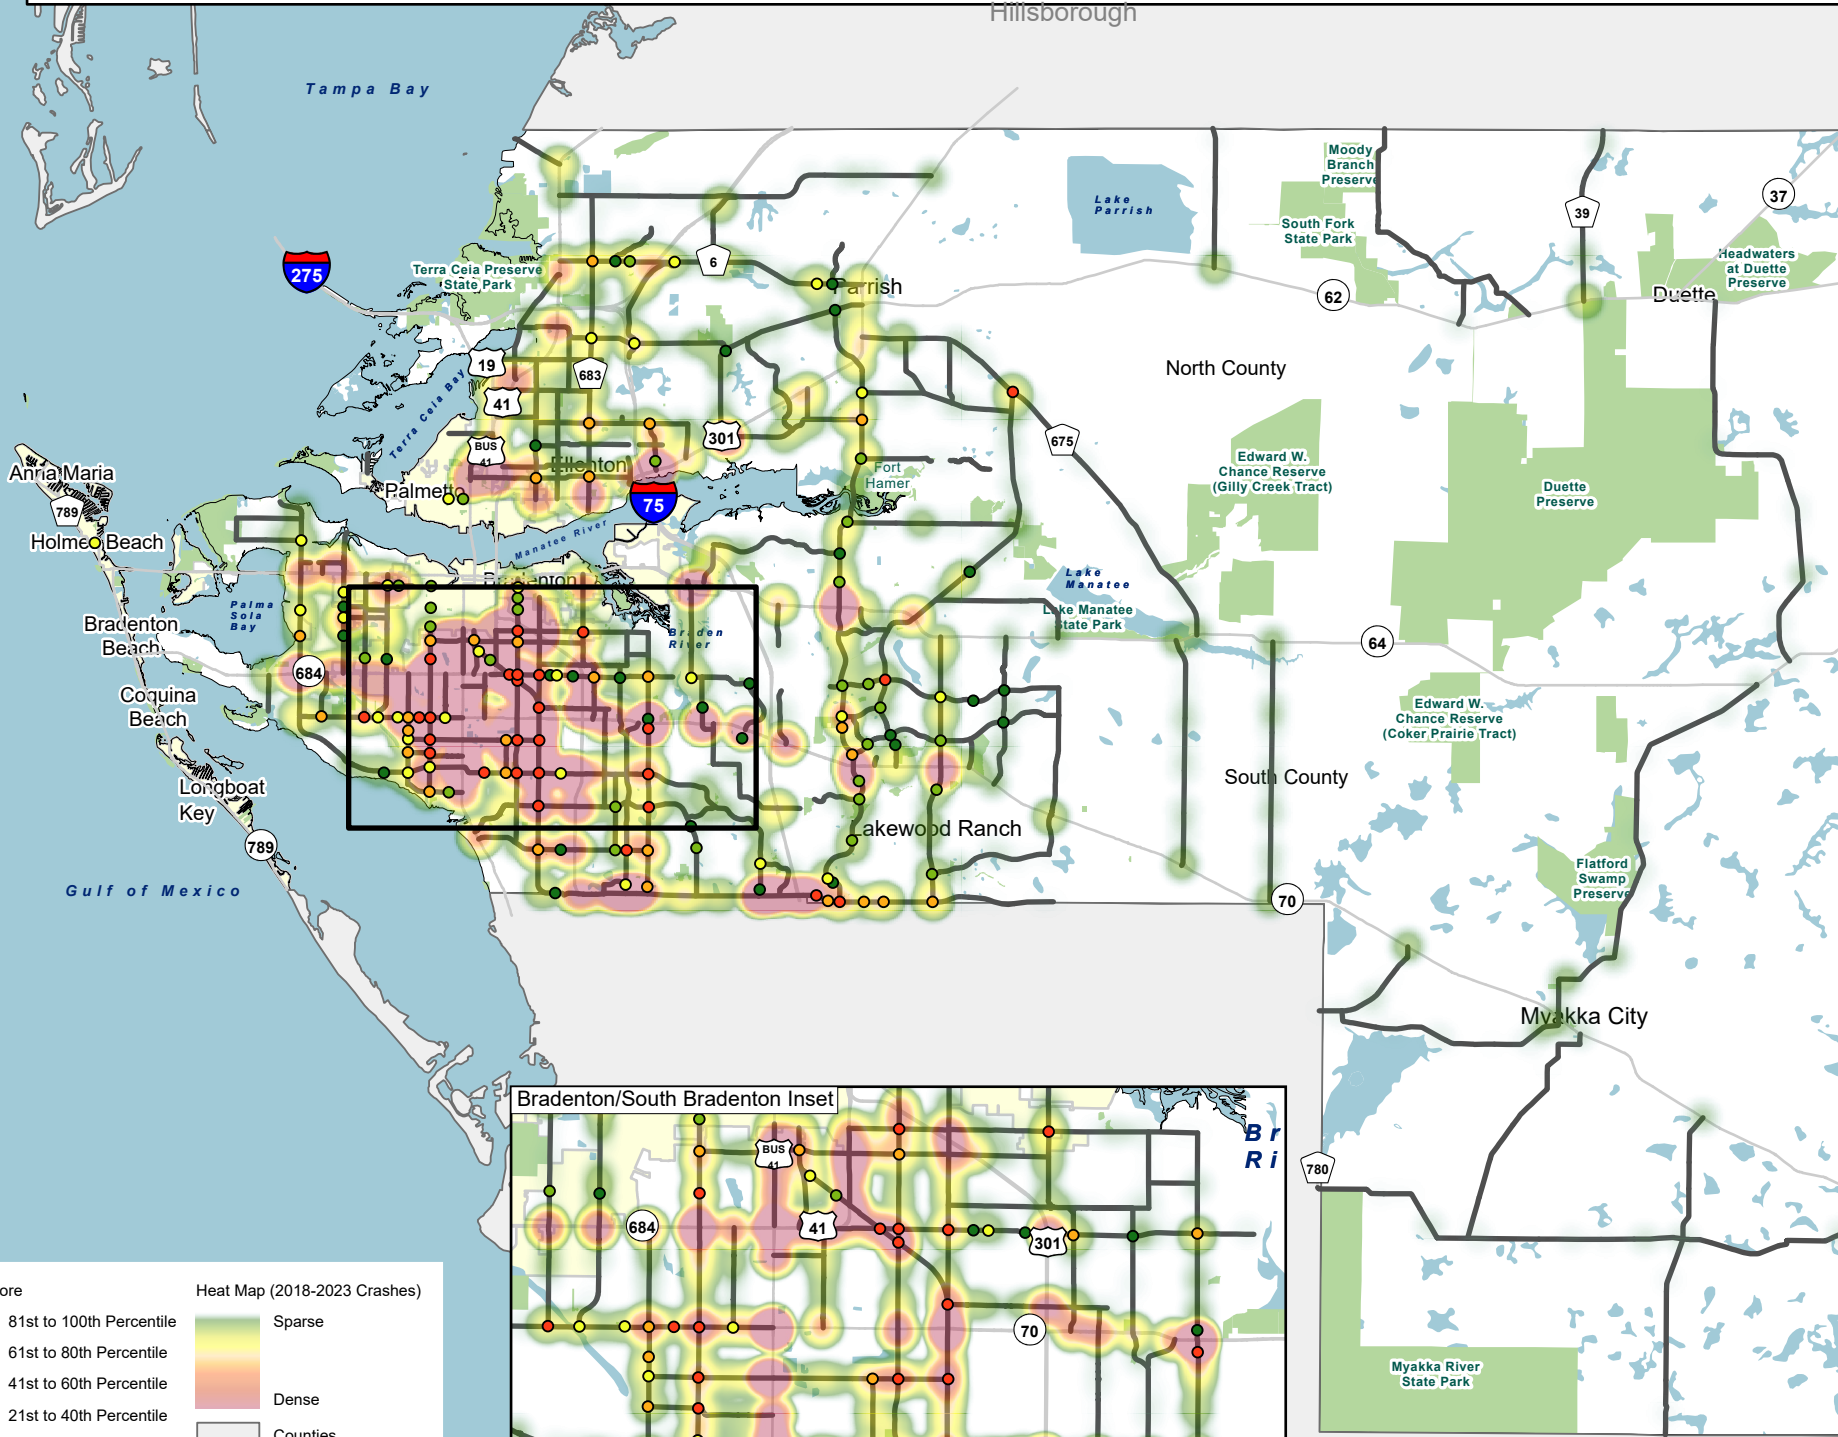 Hillsborough
Tampa Bay
Moody
Branch
Preserve
Lake
Parrish
37
39
South Fork
State Park
275
Terra Ceia Preserve
State Park
6
Headwaters
at Duette
Preserve
Parrish
62
Duette
19
683
North County
41
Terra Ceia Bay
301
675
BUS
41
Ellenton
Anna Maria
Fort
Hamer
Edward W.
Chance Reserve
(Gilly Creek Tract)
Palmetto
75
Duette
Preserve
789
Holmes Beach
Manatee River
Bradenton
Lake
Manatee
Palma
Sola
Bay
Lake Manatee
State Park
Bradenton
Beach
Braden
River
64
684
Coquina
Beach
Edward W.
Chance Reserve
(Coker Prairie Tract)
South County
Longboat
Key
Lakewood Ranch
789
Flatford
Swamp
Preserve
Gulf of Mexico
70
Myakka City
Bradenton/South Bradenton Inset
Br
Ri
BUS
41
780
684
41
301
70
ore
Heat Map (2018-2023 Crashes)
81st to 100th Percentile
Sparse
61st to 80th Percentile
41st to 60th Percentile
Dense
21st to 40th Percentile
Counties
Myakka River
State Park